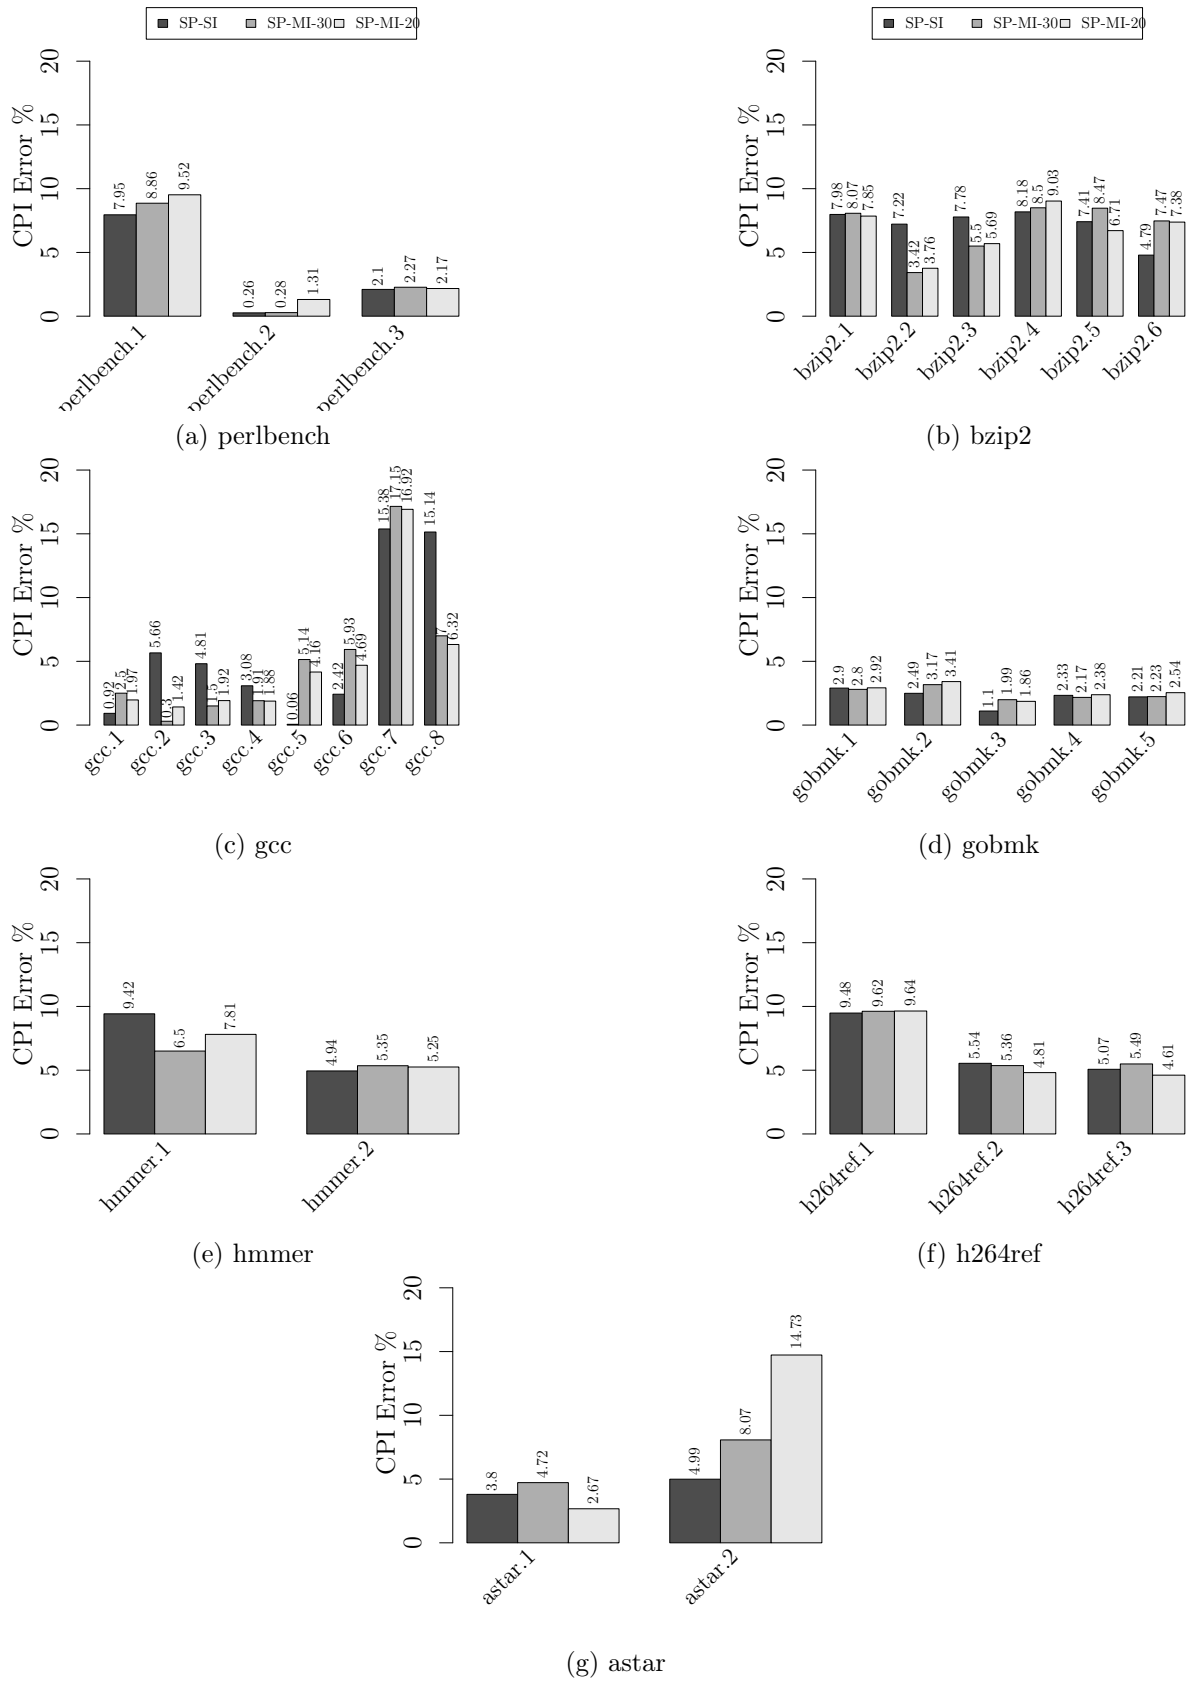 SP-SI SP-MI-30 SP-MI-20
CPI Error %
0 5 10 15 20
7.95 8.86 9.52
0.26 0.28 1.31
2.1 2.27 2.17
perlbench.1 perlbench.2 perlbench.3
(a) perlbench
SP-SI SP-MI-30 SP-MI-20
CPI Error %
0 5 10 15 20
7.98 8.07 7.85
7.22 3.42 3.76
7.78 5.5 5.69
8.18 8.5 9.03
7.41 8.47 6.71
4.79 7.47 7.38
bzip2.1 bzip2.2 bzip2.3 bzip2.4 bzip2.5 bzip2.6
(b) bzip2
CPI Error %
0 5 10 15 20
0.92 2.5 1.97
5.66 0.3 1.42
4.81 1.5 1.92
3.08 1.91 1.88
0.06 5.14 4.16
2.42 5.93 4.69
15.38 17.15 16.92
15.14 7 6.32
gcc.1 gcc.2 gcc.3 gcc.4 gcc.5 gcc.6 gcc.7 gcc.8
(c) gcc
CPI Error %
0 5 10 15 20
2.9 2.8 2.92
2.49 3.17 3.41
1.1 1.99 1.86
2.33 2.17 2.38
2.21 2.23 2.54
gobmk.1 gobmk.2 gobmk.3 gobmk.4 gobmk.5
(d) gobmk
CPI Error %
0 5 10 15 20
9.42 6.5 7.81
4.94 5.35 5.25
hmmer.1 hmmer.2
(e) hmmer
CPI Error %
0 5 10 15 20
9.48 9.62 9.64
5.54 5.36 4.81
5.07 5.49 4.61
h264ref.1 h264ref.2 h264ref.3
(f) h264ref
CPI Error %
0 5 10 15 20
3.8 4.72 2.67
4.99 8.07 14.73
astar.1 astar.2
(g) astar